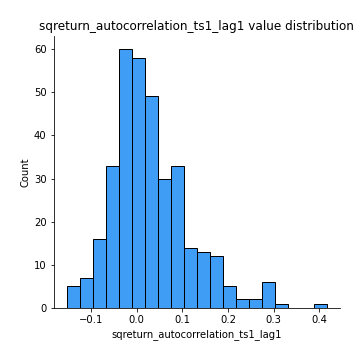 sqreturn_autocorrelation_ts1_lag1 value distribution
60
50
40
30
20
10
0
Count
−0.1 0.0 0.1 0.2 0.3 0.4
sqreturn_autocorrelation_ts1_lag1